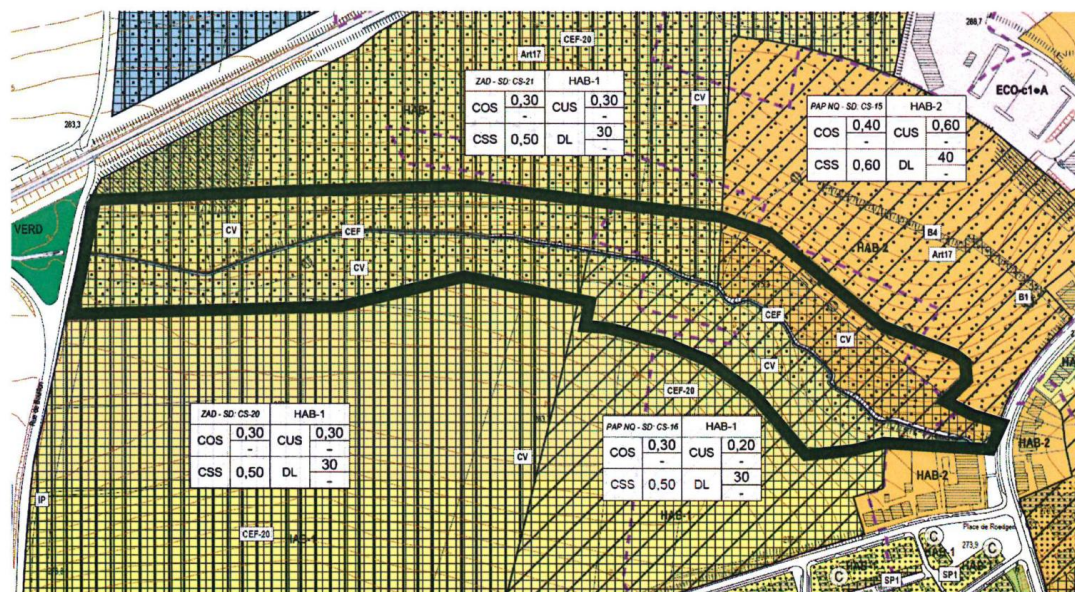 288,7
CEF-20
Art17
CV
ECO-c1●A
ZAD - SD: CS-21 HAB-1
COS 0,30 CUS 0,30
- -
CSS 0,50 DL 30
-
PAP NQ - SD: CS-15 HAB-2
COS 0,40 CUS 0,60
- -
CSS 0,60 DL 40
-
283,3
HAB-
VERD
CV
CEF
CV
B4
HAB-2
Art17
B1
CEF
CV
CV
CEF-20
ZAD - SD: CS-20 HAB-1
COS 0,30 CUS 0,30
- -
CSS 0,50 DL 30
-
PAP NQ - SD: CS-16 HAB-1
COS 0,30 CUS 0,20
- -
CSS 0,50 DL 30
-
CV
HAB-2
HAB-2
IP
HAB-1
CEF-20
Place de Roedgen
273,9
C
HAB-1
C
C
SP1
SP1